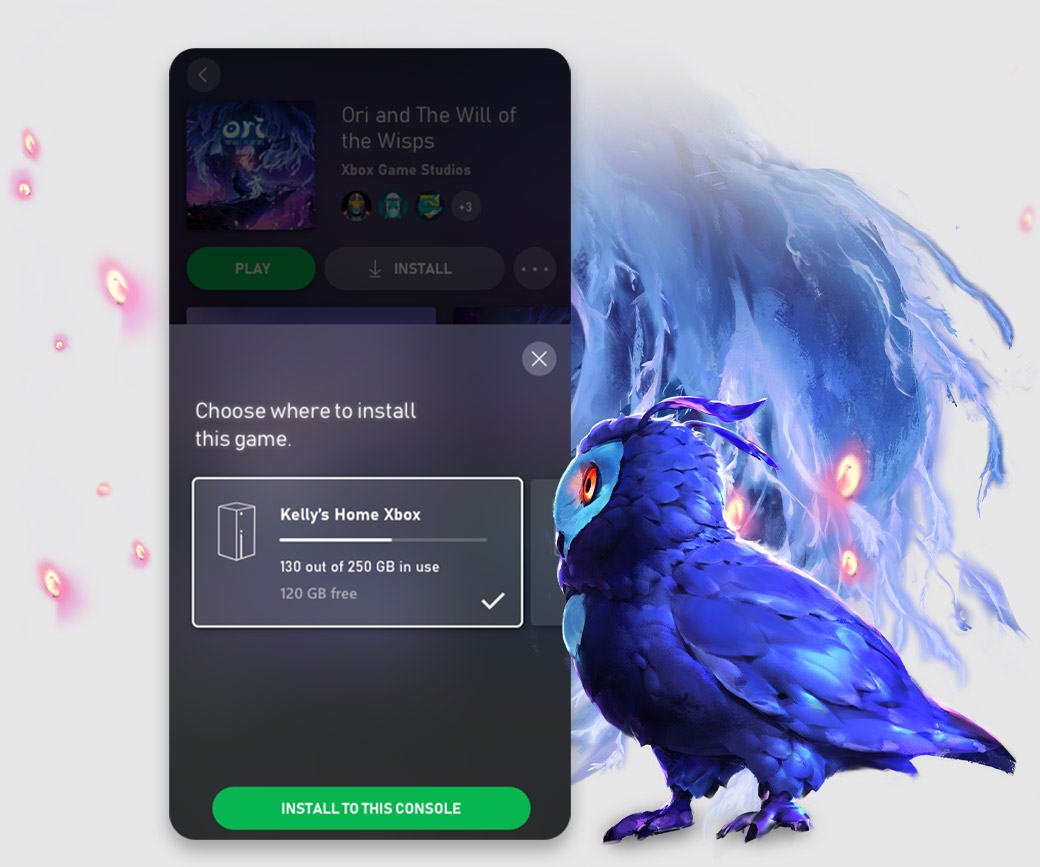 ori
Ori and The Will of
the Wisps
Xbox Game Studios
+3
PLAY
INSTALL
Choose where to install
this game.
Kelly's Home Xbox
130 out of 250 GB in use
120 GB free
INSTALL TO THIS CONSOLE